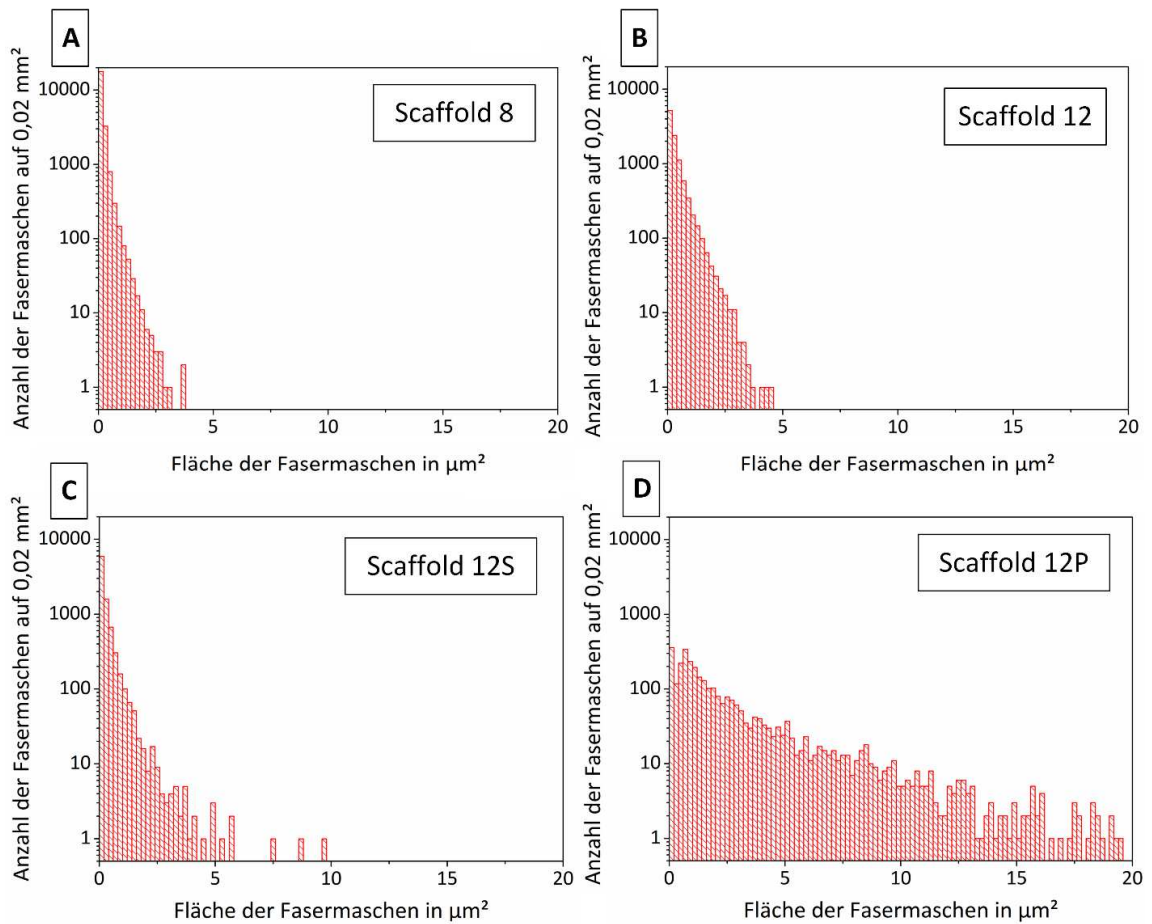 A
Anzahl der Fasermaschen auf 0,02 mm²
10000
1000
100
10
1
Scaffold 8
0
5
10
15
20
Fläche der Fasermaschen in µm²
B
Anzahl der Fasermaschen auf 0,02 mm²
10000
1000
100
10
1
Scaffold 12
0
5
10
15
20
Fläche der Fasermaschen in µm²
C
Anzahl der Fasermaschen auf 0,02 mm²
10000
1000
100
10
1
Scaffold 12S
0
5
10
15
20
Fläche der Fasermaschen in µm²
D
Anzahl der Fasermaschen auf 0,02 mm²
10000
1000
100
10
1
Scaffold 12P
0
5
10
15
20
Fläche der Fasermaschen in µm²